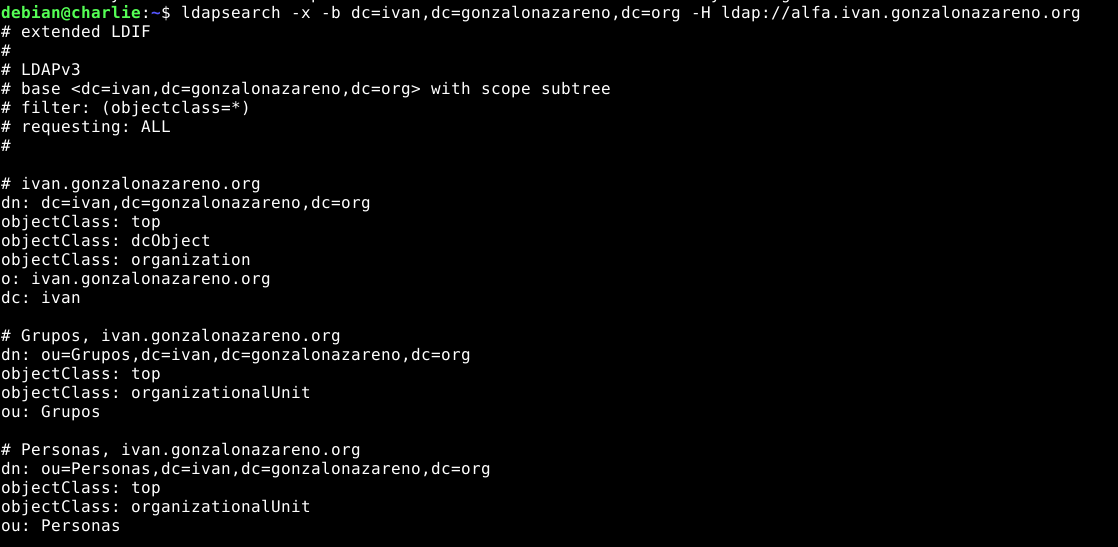 debian@charlie:~$ ldapsearch -x -b dc=ivan,dc=gonzalonazareno,dc=org -H ldap://alfa.ivan.gonzalonazareno.org
# extended LDIF
#
# LDAPv3
# base <dc=ivan,dc=gonzalonazareno,dc=org> with scope subtree
# filter: (objectclass=*)
# requesting: ALL
#

# ivan.gonzalonazareno.org
dn: dc=ivan,dc=gonzalonazareno,dc=org
objectClass: top
objectClass: dcObject
objectClass: organization
o: ivan.gonzalonazareno.org
dc: ivan

# Grupos, ivan.gonzalonazareno.org
dn: ou=Grupos,dc=ivan,dc=gonzalonazareno,dc=org
objectClass: top
objectClass: organizationalUnit
ou: Grupos

# Personas, ivan.gonzalonazareno.org
dn: ou=Personas,dc=ivan,dc=gonzalonazareno,dc=org
objectClass: top
objectClass: organizationalUnit
ou: Personas